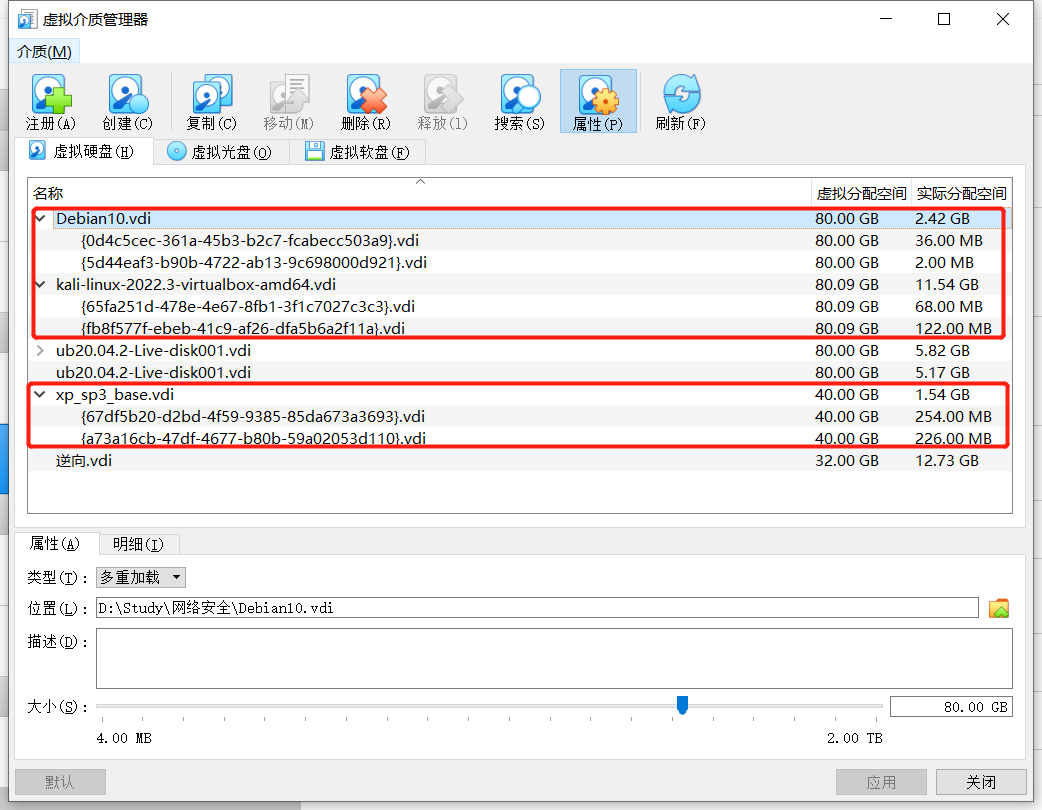 虚拟介质管理器
介质(M)
注册(A) 创建(C) 复制(C) 移动(M) 删除(R) 释放(l) 搜索(S) 属性(P) 刷新(F)
虚拟硬盘(H) 虚拟光盘(O) 虚拟软盘(F)
名称 虚拟分配空间 实际分配空间
Debian10.vdi 80.00 GB 2.42 GB
{0d4c5cec-361a-45b3-b2c7-fcabecc503a9}.vdi 80.00 GB 36.00 MB
{5d44eaf3-b90b-4722-ab13-9c698000d921}.vdi 80.00 GB 2.00 MB
kali-linux-2022.3-virtualbox-amd64.vdi 80.09 GB 11.54 GB
{65fa251d-478e-4e67-8fb1-3f1c7027c3c3}.vdi 80.09 GB 68.00 MB
{fb8f577f-ebeb-41c9-af26-dfa5b6a2f11a}.vdi 80.09 GB 122.00 MB
ub20.04.2-Live-disk001.vdi 80.00 GB 5.82 GB
ub20.04.2-Live-disk001.vdi 80.00 GB 5.17 GB
xp_sp3_base.vdi 40.00 GB 1.54 GB
{67df5b20-d2bd-4f59-9385-85da673a3693}.vdi 40.00 GB 254.00 MB
{a73a16cb-47df-4677-b80b-59a02053d110}.vdi 40.00 GB 226.00 MB
逆向.vdi 32.00 GB 12.73 GB
属性(A) 明细(I)
类型(T)： 多重加载
位置(L)： D:\Study\网络安全\Debian10.vdi
描述(D)：
大小(S)： 80.00 GB
4.00 MB 2.00 TB
默认 应用 关闭